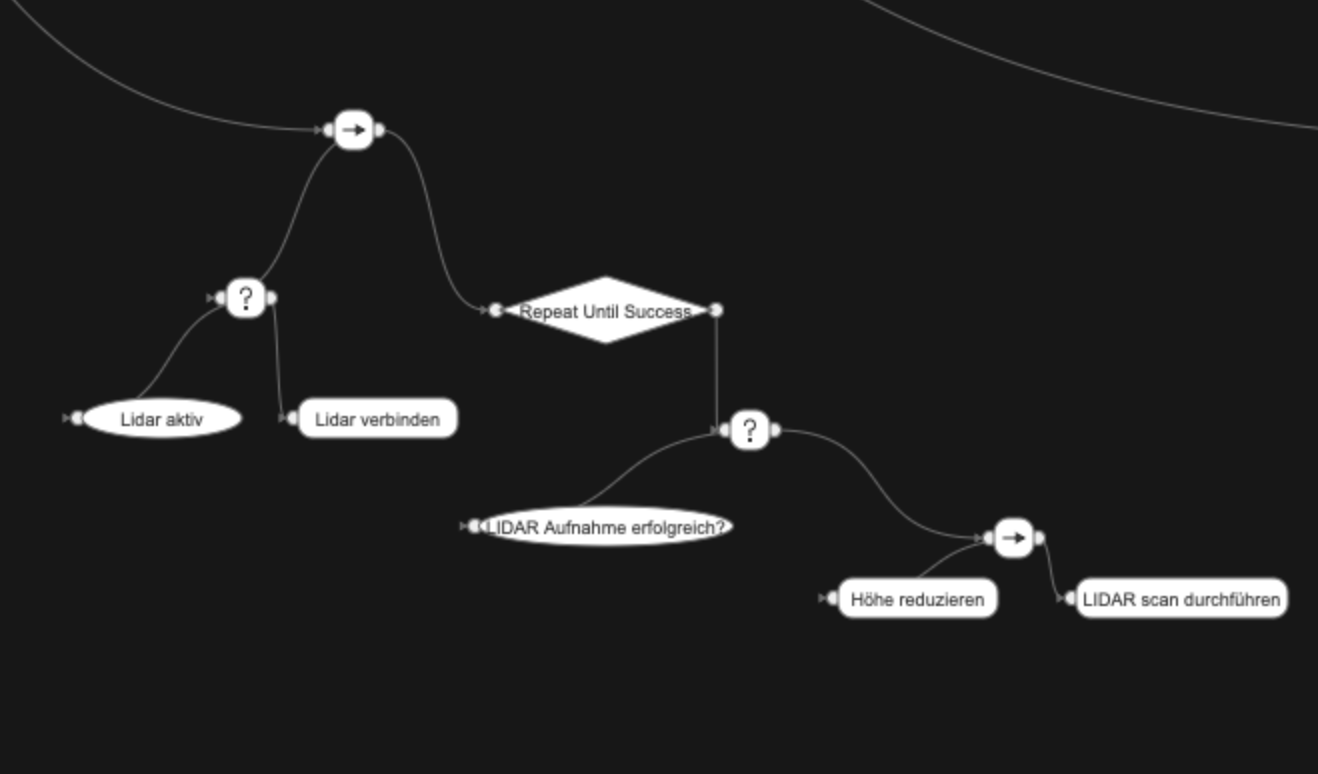 →
?
Repeat Until Success
Lidar aktiv
Lidar verbinden
?
LIDAR Aufnahme erfolgreich?
→
Höhe reduzieren
LIDAR scan durchführen